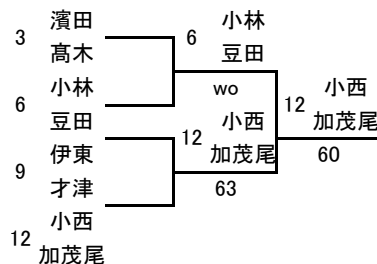 3 濱田
髙木
6 小林
豆田
9 伊東
才津
12 小西
加茂尾
6 小林
豆田
wo
12 小西
加茂尾
63
12 小西
加茂尾
60